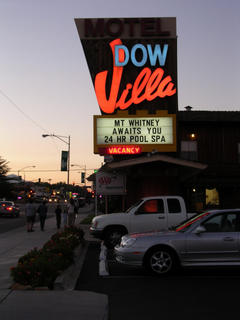 MOTEL
DOW
Villa
MT WHITNEY
AWAITS YOU
24 HR POOL SPA
VACANCY